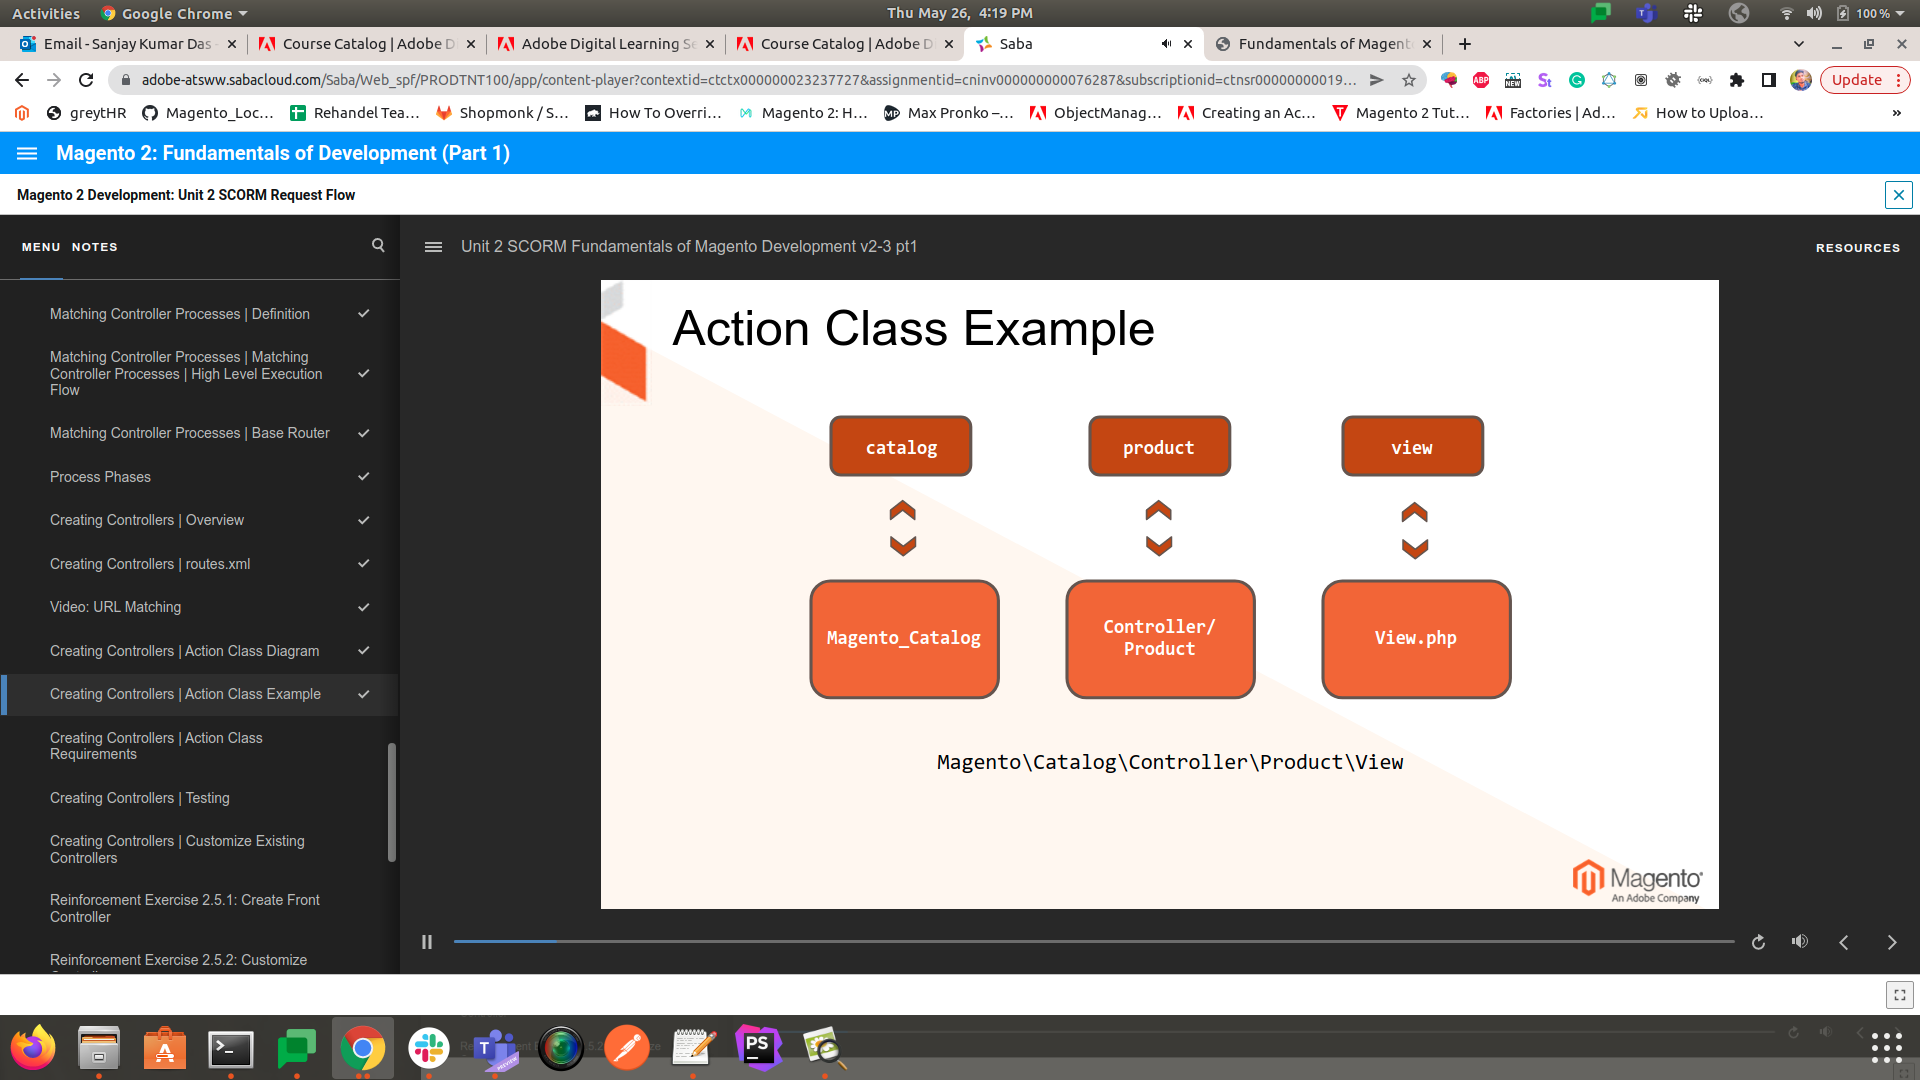 Activities
Google Chrome
Thu May 26, 4:19 PM
100 %
Email - Sanjay Kumar Das -
Course Catalog | Adobe D
Adobe Digital Learning Se
Course Catalog | Adobe D
Saba
Fundamentals of Magent
adobe-atsww.sabacloud.com/Saba/Web_spf/PRODTNT100/app/content-player?contextid=ctctx000000023237727&assignmentid=cninv000000000076287&subscriptionid=ctnsr00000000019...
ABP
NEW
Update
greytHR
Magento_Loc...
Rehandel Tea...
Shopmonk / S...
How To Overri...
Magento 2: H...
Max Pronko –...
ObjectManag...
Creating an Ac...
Magento 2 Tut...
Factories | Ad...
How to Uploa...
Magento 2: Fundamentals of Development (Part 1)
Magento 2 Development: Unit 2 SCORM Request Flow
MENU
NOTES
Unit 2 SCORM Fundamentals of Magento Development v2-3 pt1
RESOURCES
Matching Controller Processes | Definition
Matching Controller Processes | Matching
Controller Processes | High Level Execution
Flow
Matching Controller Processes | Base Router
Process Phases
Creating Controllers | Overview
Creating Controllers | routes.xml
Video: URL Matching
Creating Controllers | Action Class Diagram
Creating Controllers | Action Class Example
Creating Controllers | Action Class
Requirements
Creating Controllers | Testing
Creating Controllers | Customize Existing
Controllers
Reinforcement Exercise 2.5.1: Create Front
Controller
Reinforcement Exercise 2.5.2: Customize
Action Class Example
catalog
product
view
Magento_Catalog
Controller/
Product
View.php
Magento\Catalog\Controller\Product\View
Magento
An Adobe Company
PS